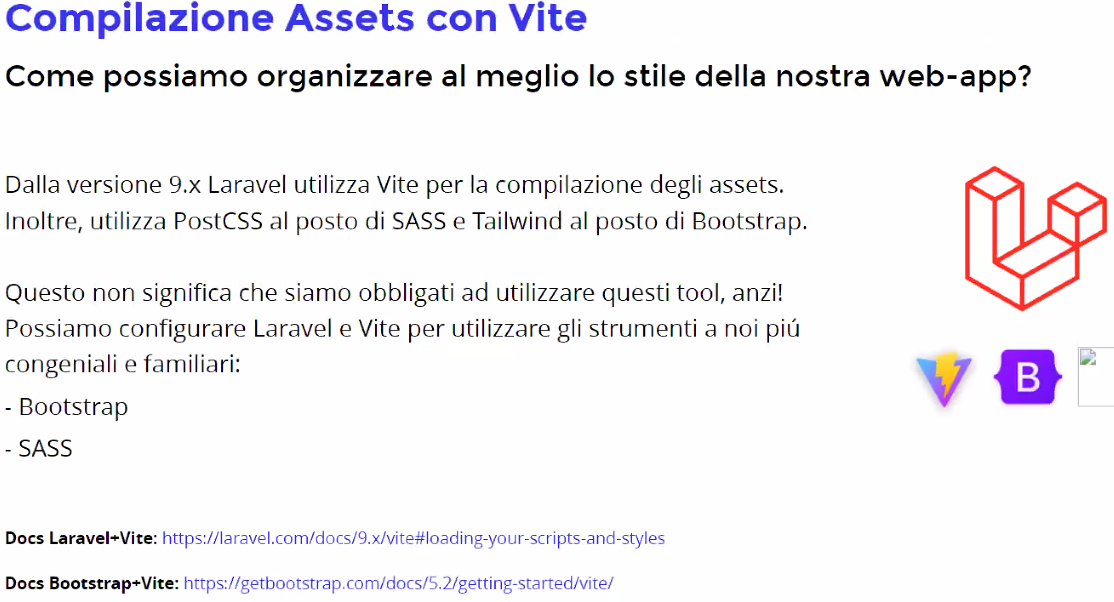 Compilazione Assets con Vite
Come possiamo organizzare al meglio lo stile della nostra web-app?
Dalla versione 9.x Laravel utilizza Vite per la compilazione degli assets.
Inoltre, utilizza PostCSS al posto di SASS e Tailwind al posto di Bootstrap.
Questo non significa che siamo obbligati ad utilizzare questi tool, anzi!
Possiamo configurare Laravel e Vite per utilizzare gli strumenti a noi piú
congeniali e familiari:
- Bootstrap
- SASS
B
Docs Laravel+Vite: https://laravel.com/docs/9.x/vite#loading-your-scripts-and-styles
Docs Bootstrap+Vite: https://getbootstrap.com/docs/5.2/getting-started/vite/